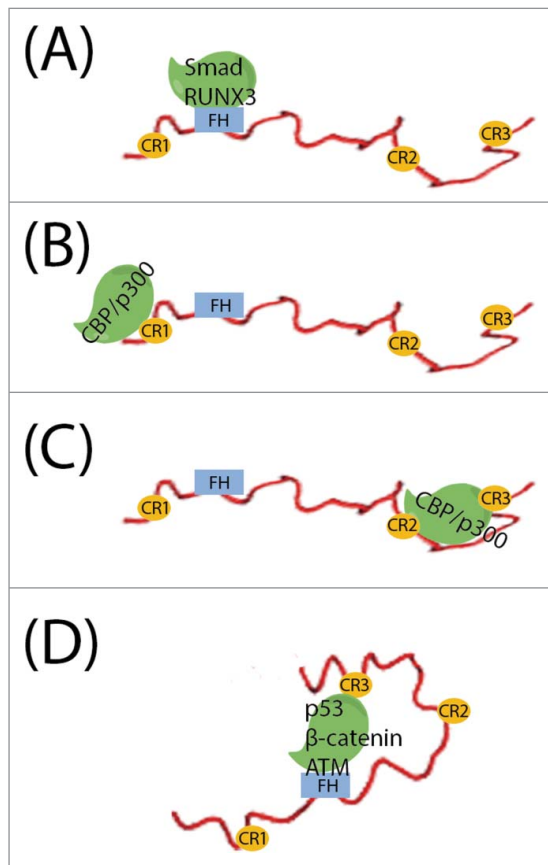 (A)
Smad
RUNX3
FH
CR1
CR2
CR3
(B)
CBP/p300
CR1
FH
CR2
CR3
(C)
FH
CR1
CR2
CBP/p300
CR3
(D)
CR3
p53
CR2
β-catenin
ATM
FH
CR1